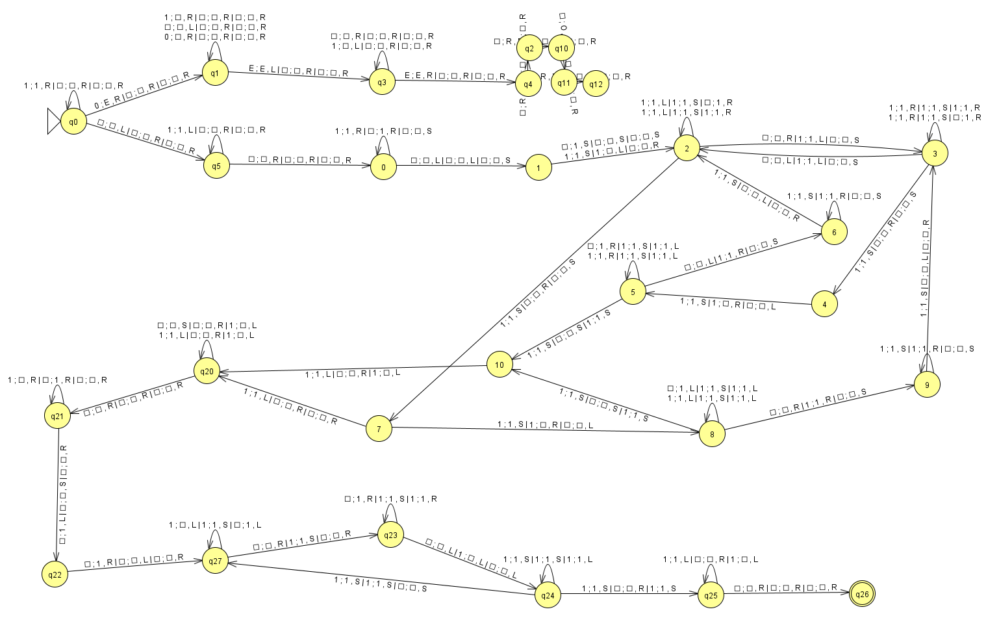 1;□,R|□;□,R|□;□,R
□;□,L|□;□,R|□;□,R
0;□,R|□;□,R|□;□,R
□;□,R|□;□,R|□;□,R
1;□,L|□;□,R|□;□,R
q1
E;E,L|□;□,R|□;□,R
q3
E;E,R|□;□,R|□;□,R
q2
q10
q4
q11
q12
1;1,R|□;□,R|□;□,R
q0
0;E,R|□;□,R|□;□,R
□;□,L|□;□,R|□;□,R
1;1,L|□;□,R|□;□,R
q5
□;□,R|□;□,R|□;□,R
1;1,R|□;1,R|□;□,S
0
□;□,L|□;□,L|□;□,S
1
□;1,S|□;□,S|□;□,S
1;1,S|1;□,L|□;□,R
1;1,L|1;1,S|□;1,R
1;1,L|1;1,S|1;1,R
2
□;□,R|1;1,L|□;□,S
□;□,L|1;1,L|□;□,S
1;1,R|1;1,S|1;1,R
1;1,R|1;1,S|□;1,R
3
1;1,S|□;□,L|□;□,R
1;1,S|1;1,R|□;□,S
6
1;1,S|□;□,R|□;□,S
1;1,S|□;□,L|□;□,R
1;1,S|□;□,R|□;□,S
□;1,R|1;1,S|1;1,L
1;1,R|1;1,S|1;1,L
5
□;□,L|1;1,R|□;□,S
1;1,S|1;□,R|□;□,L
4
1;1,S|□;□,S|1;1,S
□;□,S|□;□,R|1;□,L
1;1,L|□;□,R|1;□,L
q20
1;1,L|□;□,R|1;□,L
10
1;1,S|1;1,R|□;□,S
9
1;□,R|□;1,R|□;□,R
q21
□;□,R|□;□,R|□;□,R
1;1,L|□;□,R|□;□,R
7
1;1,S|1;□,R|□;□,L
1;1,S|□;□,S|1;1,S
□;1,L|1;1,S|1;1,L
1;1,L|1;1,S|1;1,L
8
□;□,R|1;1,R|□;□,S
□;1,L|□;□,S|□;□,R
q22
□;1,R|□;□,L|□;□,R
1;□,L|1;1,S|□;1,L
q27
□;□,R|1;1,S|□;□,R
□;1,R|1;1,S|1;1,R
q23
□;□,L|1;□,L|□;□,L
1;1,S|1;1,S|□;□,S
1;1,S|1;1,S|1;1,L
q24
1;1,S|□;□,R|1;1,S
1;1,L|□;□,R|1;□,L
q25
□;□,R|□;□,R|□;□,R
q26